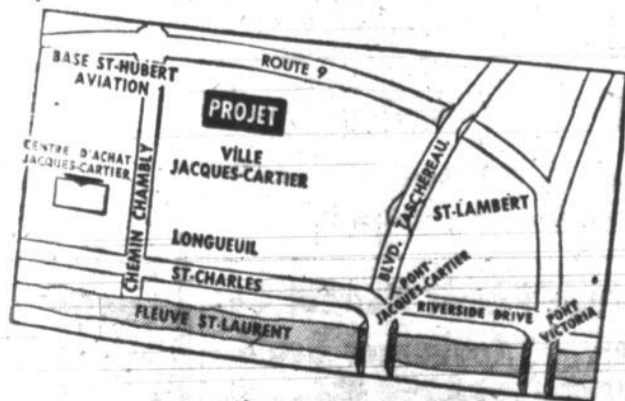 BASE ST-HUBERT
AVIATION
ROUTE 9
PROJET
VILLE
JACQUES-CARTIER
CENTRE D'ACHAT
JACQUES-CARTIER
CHEMIN CHAMBLY
BLVD. TASCHEREAU
ST-LAMBERT
LONGUEUIL
ST-CHARLES
PONT-
JACQUES-CARTIER
RIVERSIDE DRIVE
PONT
VICTORIA
FLEUVE ST-LAURENT